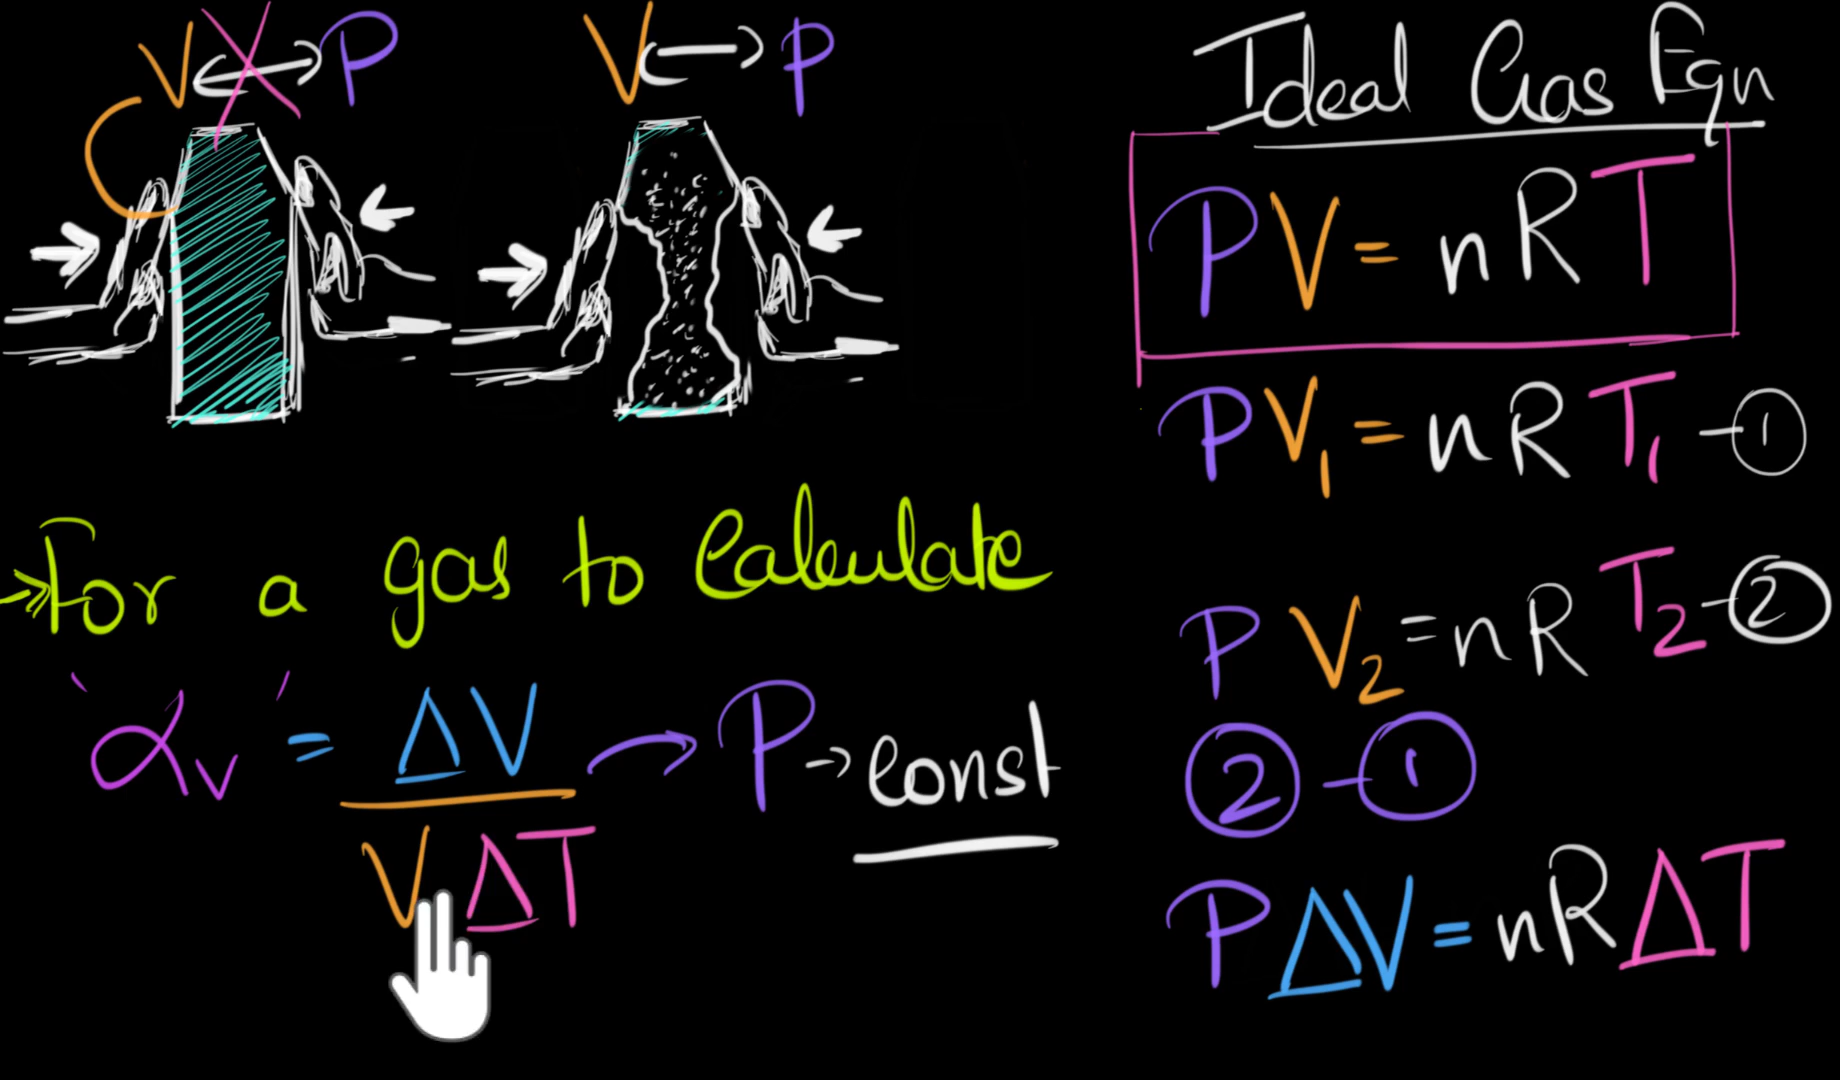 V ↔ P
V ↔ P
→ For a gas to Calculate
'αᵥ' = ΔV / VΔT → P → const
Ideal Gas Eqn
PV = nRT
PV₁ = nRT₁ - ①
PV₂ = nRT₂ - ②
② - ①
PΔV = nRΔT